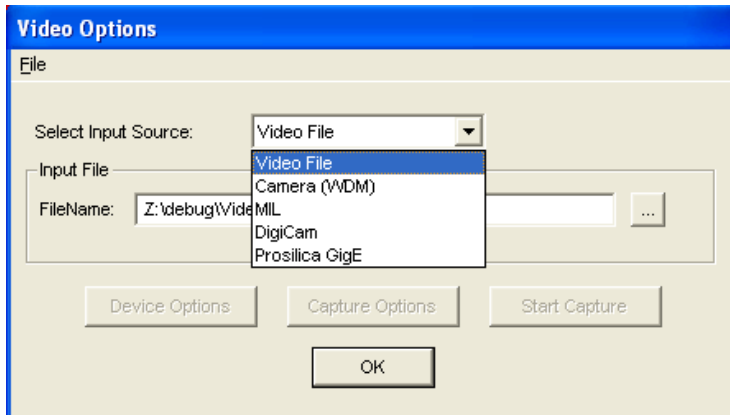 Video Options
File
Select Input Source: Video File
Video File
Input File
Camera (WDM)
FileName: Z:\debug\Vide
MIL
...
DigiCam
Prosilica GigE
Device Options Capture Options Start Capture
OK